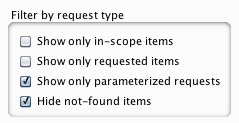 Filter by request type
Show only in-scope items
Show only requested items
Show only parameterized requests
Hide not-found items